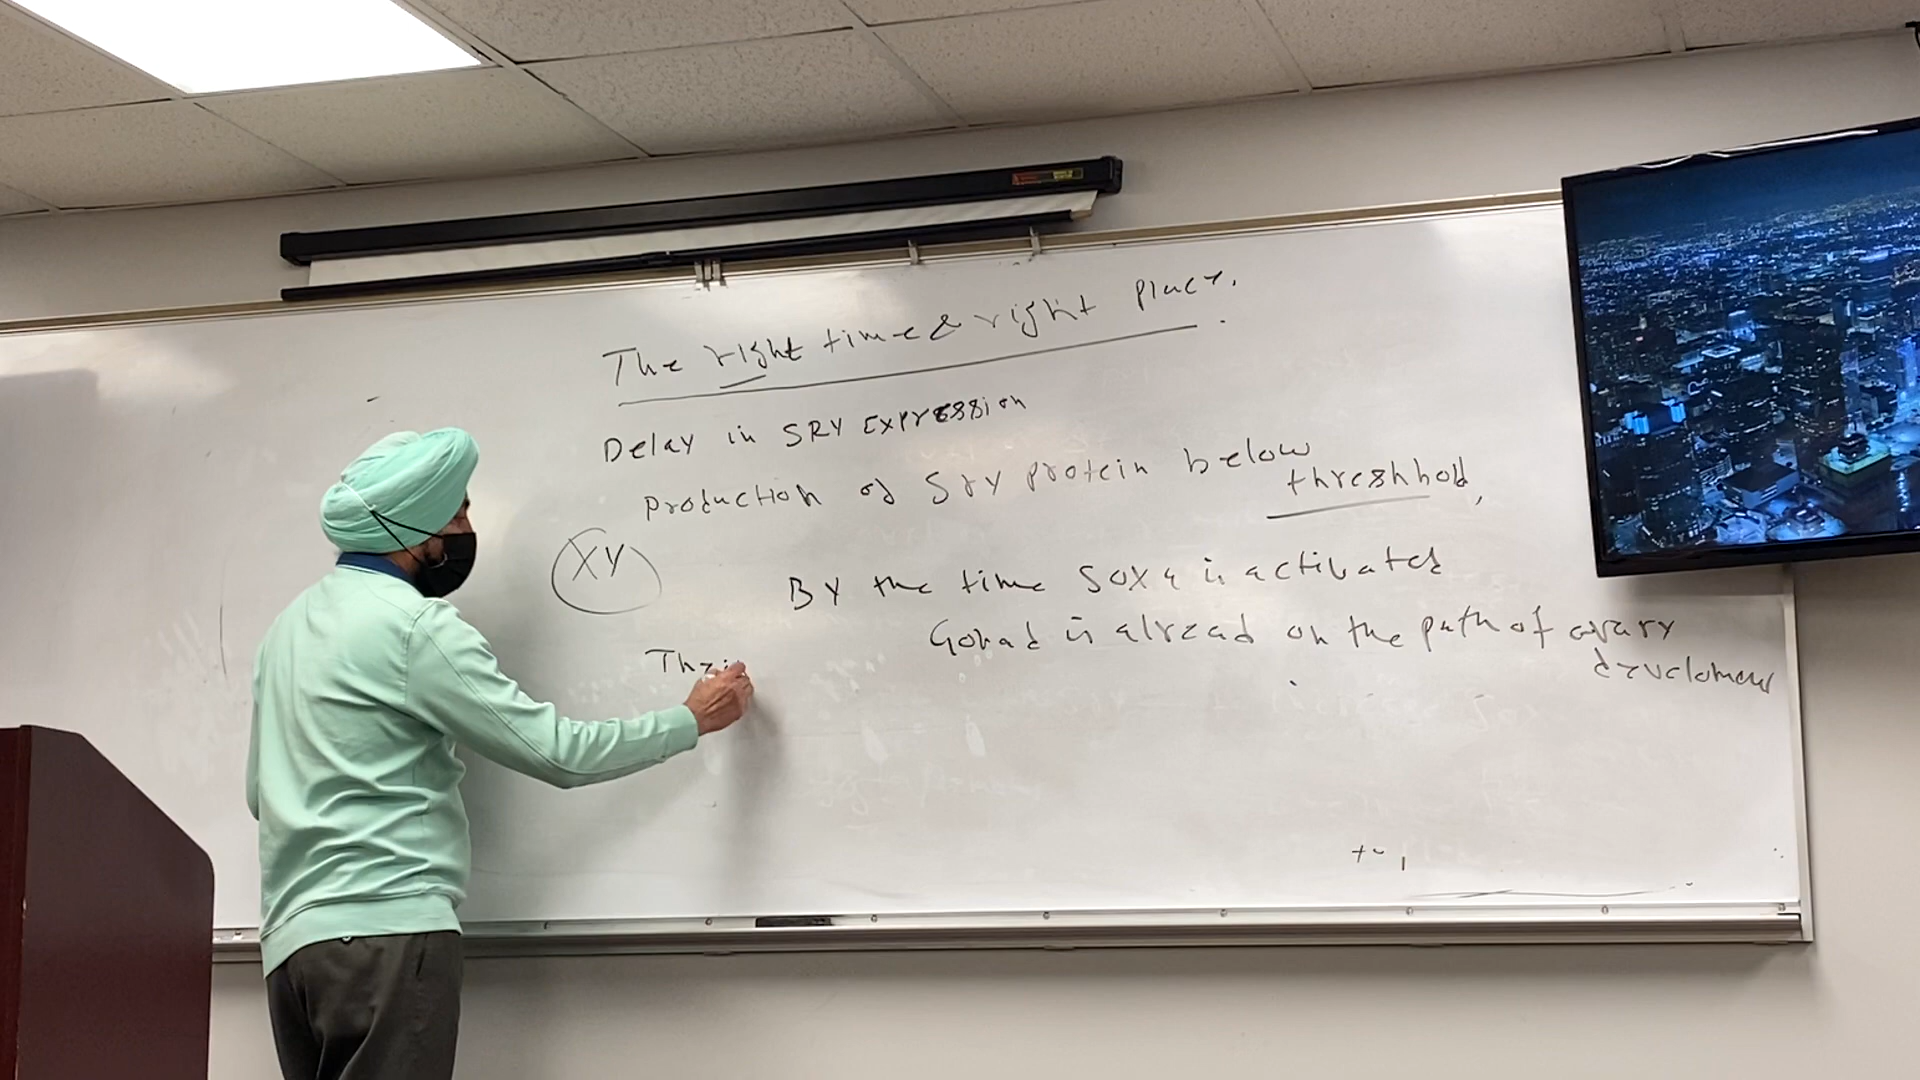 The right time & right place.
Delay in SRY Expression
production of Sry protein below
threshhold,
XY
By the time SOX9 is activated
Gonad is alread on the path of ovary
develoment